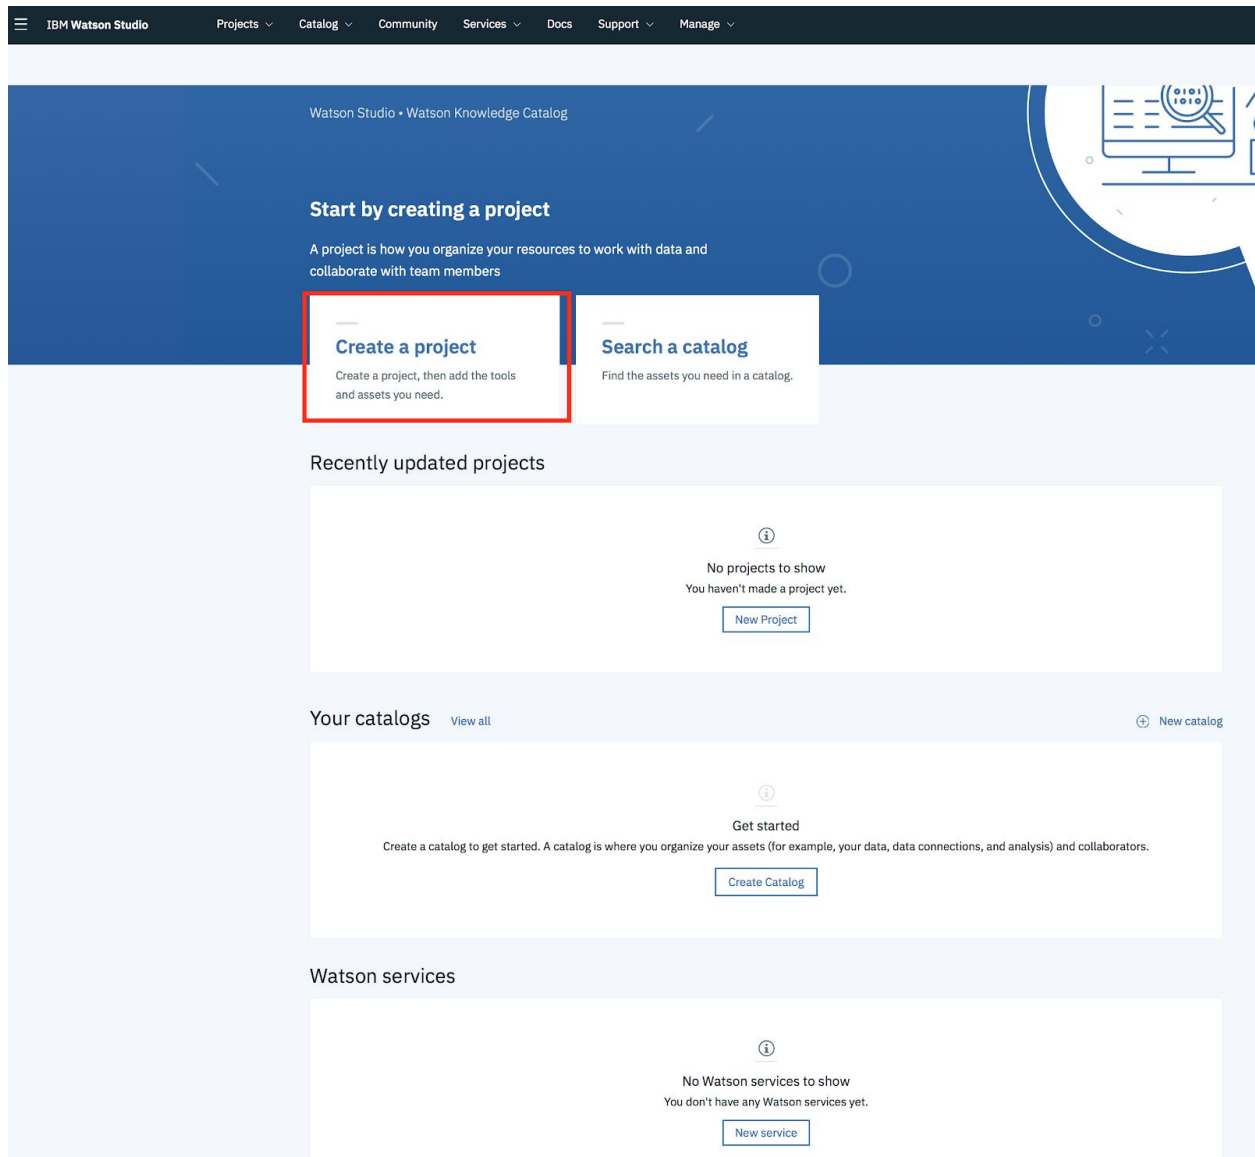 IBM Watson Studio Projects Catalog Community Services Docs Support Manage
Watson Studio • Watson Knowledge Catalog
0101
1010
Start by creating a project
A project is how you organize your resources to work with data and
collaborate with team members
Create a project
Create a project, then add the tools
and assets you need.
Search a catalog
Find the assets you need in a catalog.
Recently updated projects
No projects to show
You haven't made a project yet.
New Project
Your catalogs View all New catalog
Get started
Create a catalog to get started. A catalog is where you organize your assets (for example, your data, data connections, and analysis) and collaborators.
Create Catalog
Watson services
No Watson services to show
You don't have any Watson services yet.
New service